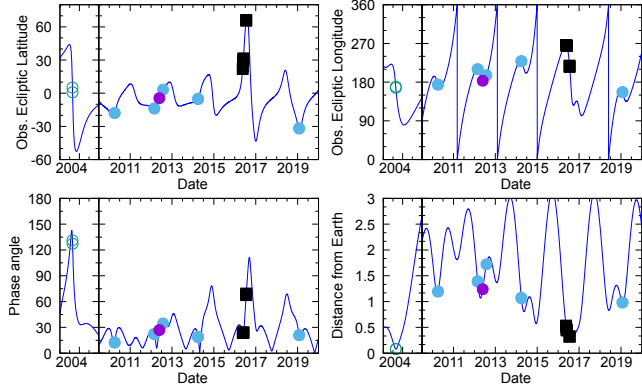 Obs. Ecliptic Latitude
60
30
0
-30
-60
2004 2011 2013 2015 2017 2019
Date
Obs. Ecliptic Longitude
360
270
180
90
0
2004 2011 2013 2015 2017 2019
Date
Phase angle
180
150
120
90
60
30
0
2004 2011 2013 2015 2017 2019
Date
Distance from Earth
3
2.5
2
1.5
1
0.5
0
2004 2011 2013 2015 2017 2019
Date